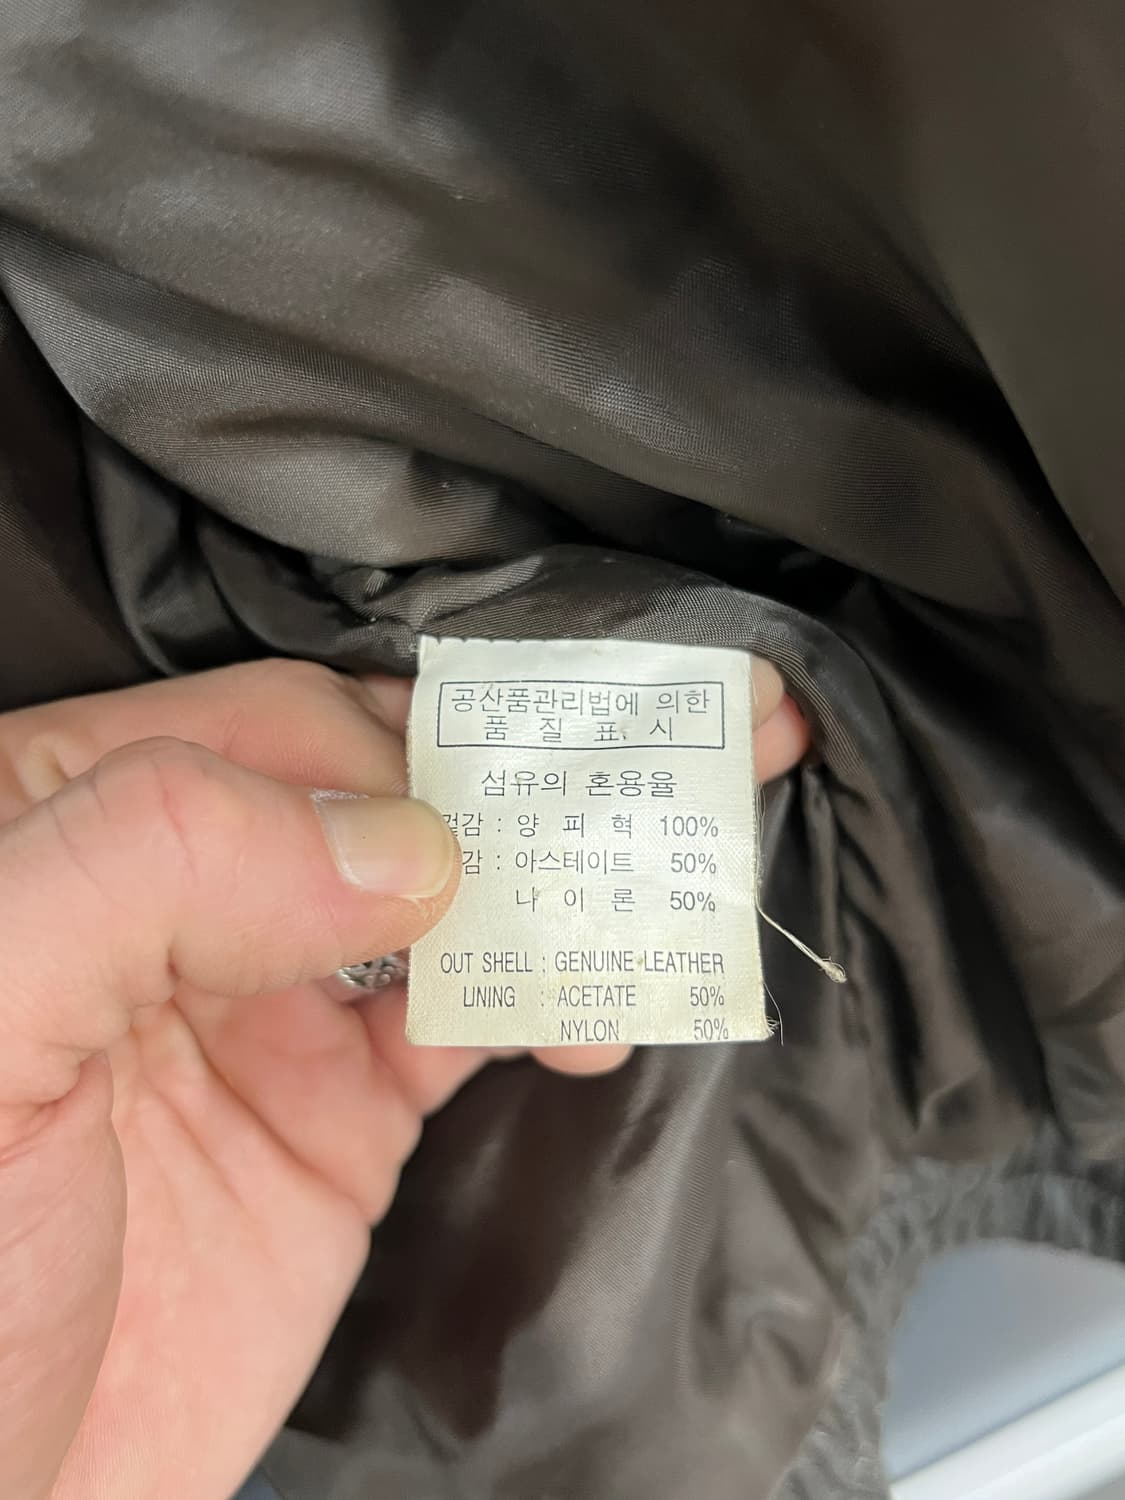 공산품관리법에 의한
품 질 표 시
섬유의 혼용율
겉감 : 양 피 혁 100%
감 : 아스테이트 50%
나 이 론 50%
OUT SHELL : GENUINE LEATHER
LINING : ACETATE 50%
NYLON 50%